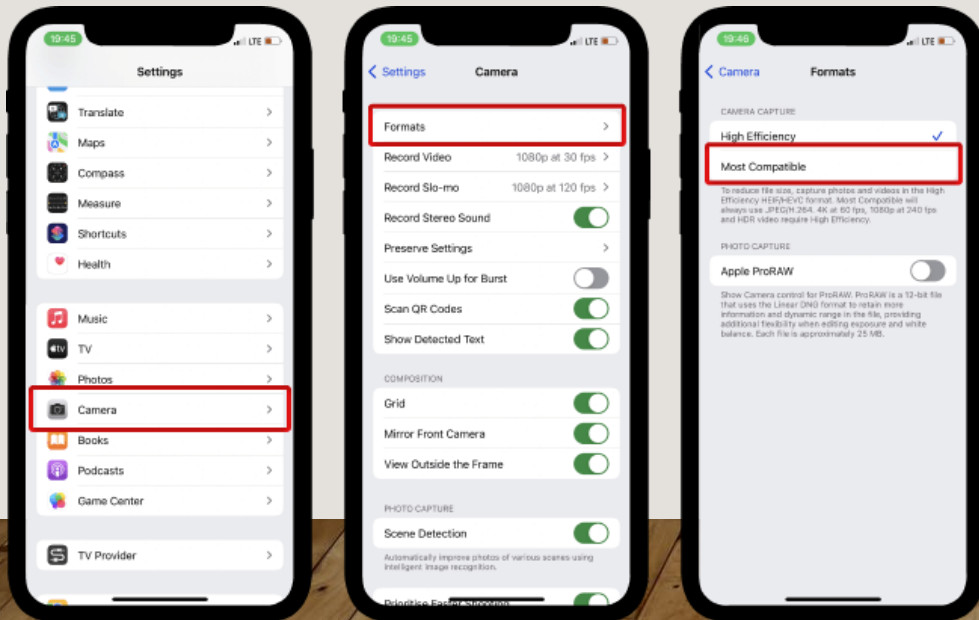 19:45
LTE
Settings
Translate
Maps
Compass
Measure
Shortcuts
Health
Music
tv
TV
Photos
Camera
Books
Podcasts
Game Center
TV Provider
19:45
LTE
Settings
Camera
Formats
Record Video 1080p at 30 fps
Record Slo-mo 1080p at 120 fps
Record Stereo Sound
Preserve Settings
Use Volume Up for Burst
Scan QR Codes
Show Detected Text
COMPOSITION
Grid
Mirror Front Camera
View Outside the Frame
PHOTO CAPTURE
Scene Detection
Automatically improve photos of various scenes using
intelligent image recognition.
Prioritise Faster Shooting
19:46
LTE
Camera
Formats
CAMERA CAPTURE
High Efficiency
Most Compatible
To reduce file size, capture photos and videos in the High
Efficiency HEIF/HEVC format. Most Compatible will
always use JPEG/H.264. 4K at 60 fps, 1080p at 240 fps
and HDR video require High Efficiency.
PHOTO CAPTURE
Apple ProRAW
Show Camera control for ProRAW. ProRAW is a 12-bit file
that uses the Linear DNG format to retain more
information and dynamic range in the file, providing
additional flexibility when editing exposure and white
balance. Each file is approximately 25 MB.